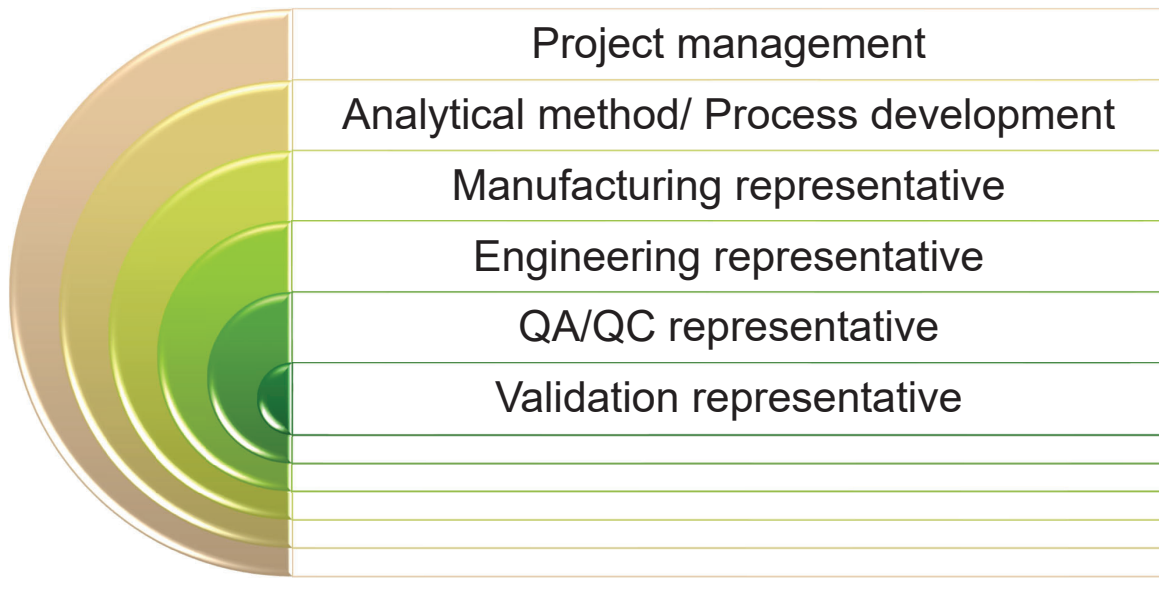 Project management
Analytical method/ Process development
Manufacturing representative
Engineering representative
QA/QC representative
Validation representative